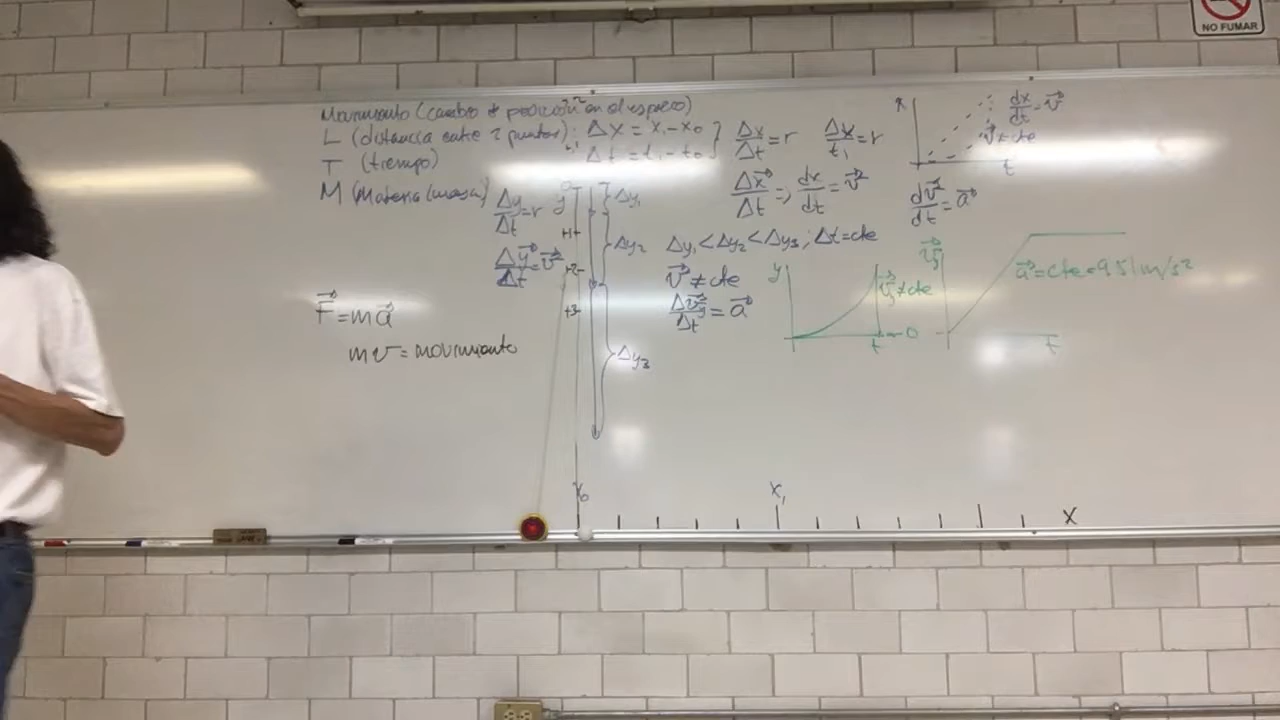 NO FUMAR
Movimiento (cambio de posición en el espacio)
L (distancia entre 2 puntos): Δx = x₁ - x₀
T (tiempo) Δt = t₁ - t₀
M (Materia (masa)
Δx/Δt = r Δx/t₁ = r
Δx⃗/Δt => dx/dt = v⃗
x
dx/dt = v⃗
v⃗ = cte
t
dv⃗/dt = a⃗
Δy/Δt = r
Δy⃗/Δt = v⃗
y
+1
+2
+3
Δy₁
Δy₂
Δy₃
Δy₁ < Δy₂ < Δy₃; Δt = cte
v⃗ ≠ cte
Δv⃗y/Δt = a⃗
y
v⃗y ≠ cte
t
v⃗y
a⃗ = cte = 9.81 m/s²
t
F⃗ = ma⃗
mv = movimiento
x₀
x₁
x